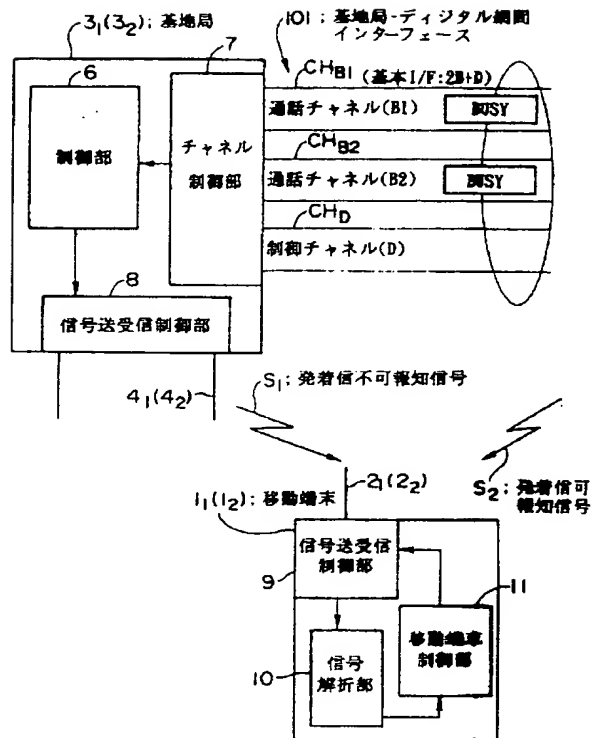 3₁(3₂); 基地局
101; 基地局-ディジタル網間
インターフェース
6
7
CH_B1 (基本I/F:2B+D)
通話チャネル(B1)
BUSY
制御部
チャネル
制御部
CH_B2
通話チャネル(B2)
BUSY
CH_D
制御チャネル(D)
8
信号送受信制御部
4₁(4₂)
S₁; 発着信不可報知信号
2₁(2₂)
S₂; 発着信可
報知信号
1₁(1₂); 移動端末
信号送受信
制御部
9
11
移動端末
制御部
10
信号
解折部